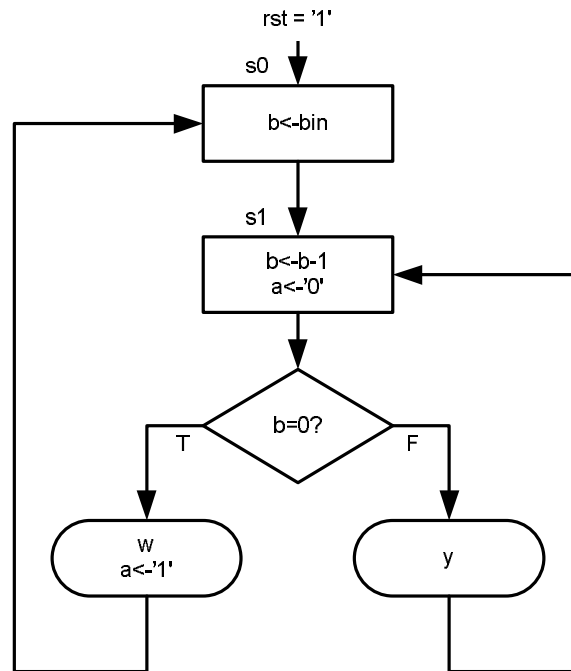 rst = '1'
s0
b<-bin
s1
b<-b-1
a<-'0'
b=0?
T
F
w
a<-'1'
y